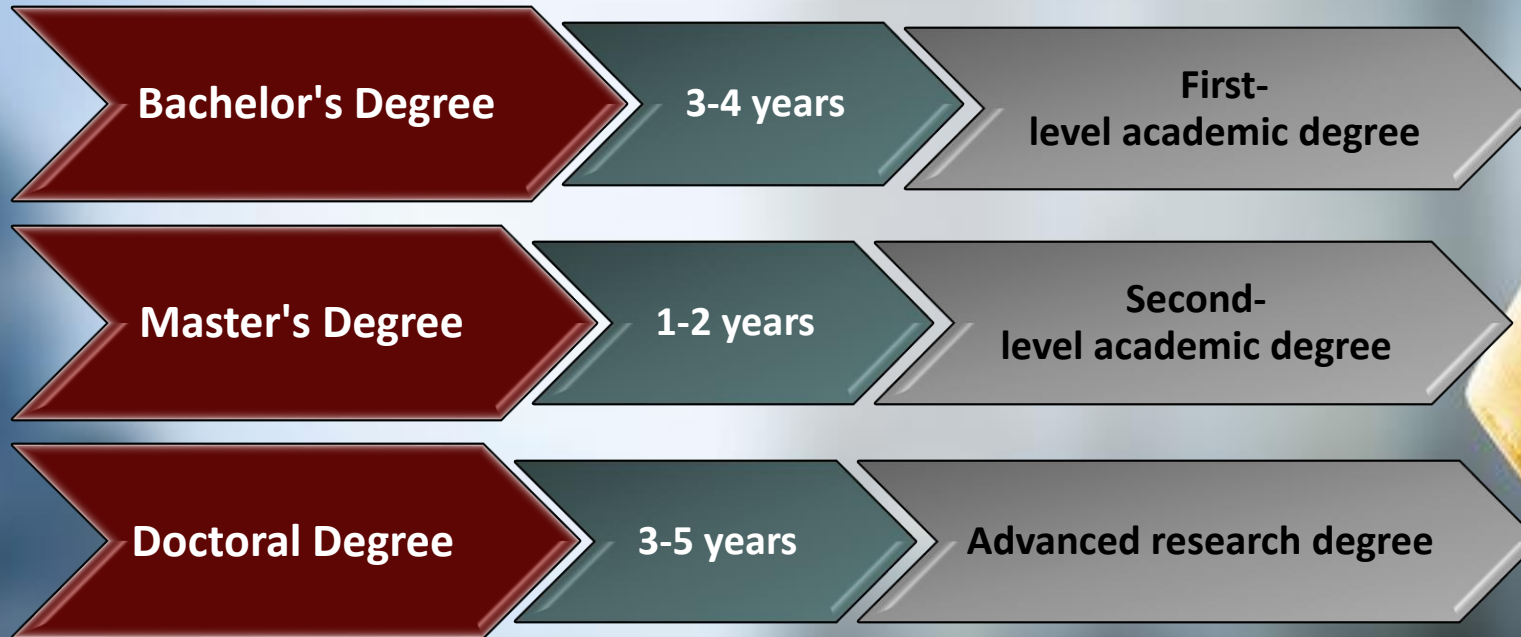 Bachelor's Degree
3-4 years
First-
level academic degree
Master's Degree
1-2 years
Second-
level academic degree
Doctoral Degree
3-5 years
Advanced research degree